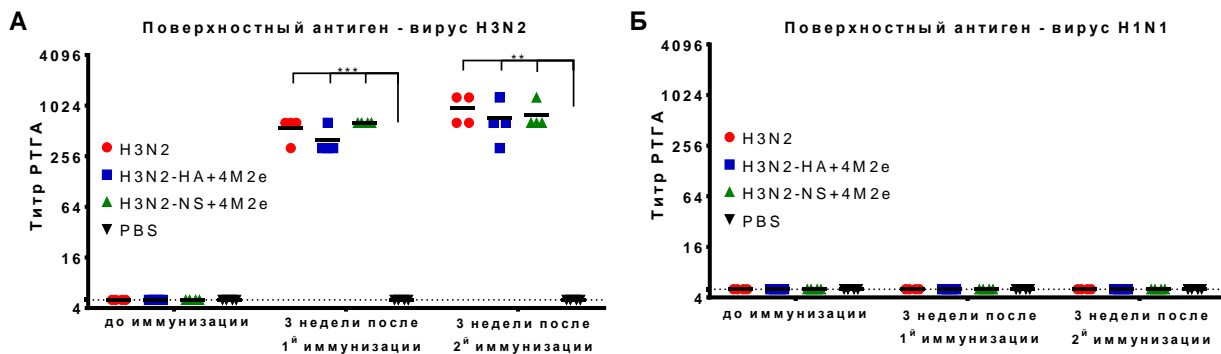 А
Поверхностный антиген - вирус H3N2
Титр РТГА
4096
1024
256
64
16
4
***
**
H3N2
H3N2-HA+4M2e
H3N2-NS+4M2e
PBS
до иммунизации
3 недели после
1й иммунизации
3 недели после
2й иммунизации
Б
Поверхностный антиген - вирус H1N1
Титр РТГА
4096
1024
256
64
16
4
H3N2
H3N2-HA+4M2e
H3N2-NS+4M2e
PBS
до иммунизации
3 недели после
1й иммунизации
3 недели после
2й иммунизации